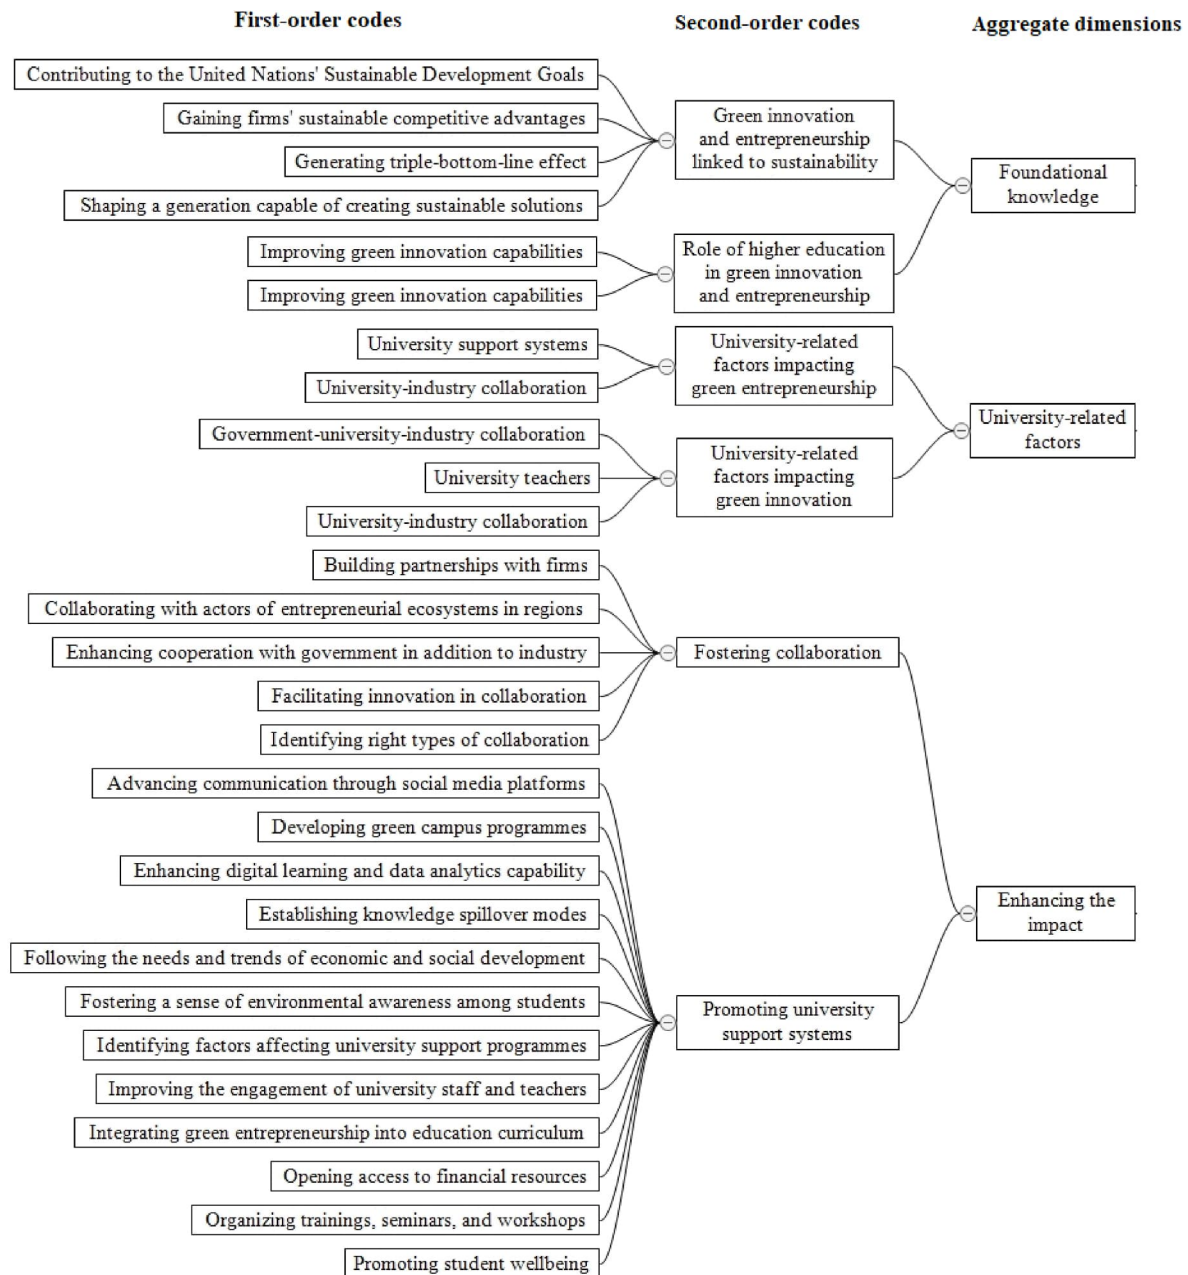 First-order codes
Second-order codes
Aggregate dimensions
Contributing to the United Nations' Sustainable Development Goals
Gaining firms' sustainable competitive advantages
Generating triple-bottom-line effect
Shaping a generation capable of creating sustainable solutions
Green innovation
and entrepreneurship
linked to sustainability
Improving green innovation capabilities
Improving green innovation capabilities
Role of higher education
in green innovation
and entrepreneurship
Foundational
knowledge
University support systems
University-industry collaboration
University-related
factors impacting
green entrepreneurship
Government-university-industry collaboration
University teachers
University-industry collaboration
University-related
factors impacting
green innovation
University-related
factors
Building partnerships with firms
Collaborating with actors of entrepreneurial ecosystems in regions
Enhancing cooperation with government in addition to industry
Facilitating innovation in collaboration
Identifying right types of collaboration
Fostering collaboration
Advancing communication through social media platforms
Developing green campus programmes
Enhancing digital learning and data analytics capability
Establishing knowledge spillover modes
Following the needs and trends of economic and social development
Fostering a sense of environmental awareness among students
Identifying factors affecting university support programmes
Improving the engagement of university staff and teachers
Integrating green entrepreneurship into education curriculum
Opening access to financial resources
Organizing trainings, seminars, and workshops
Promoting student wellbeing
Promoting university
support systems
Enhancing the
impact